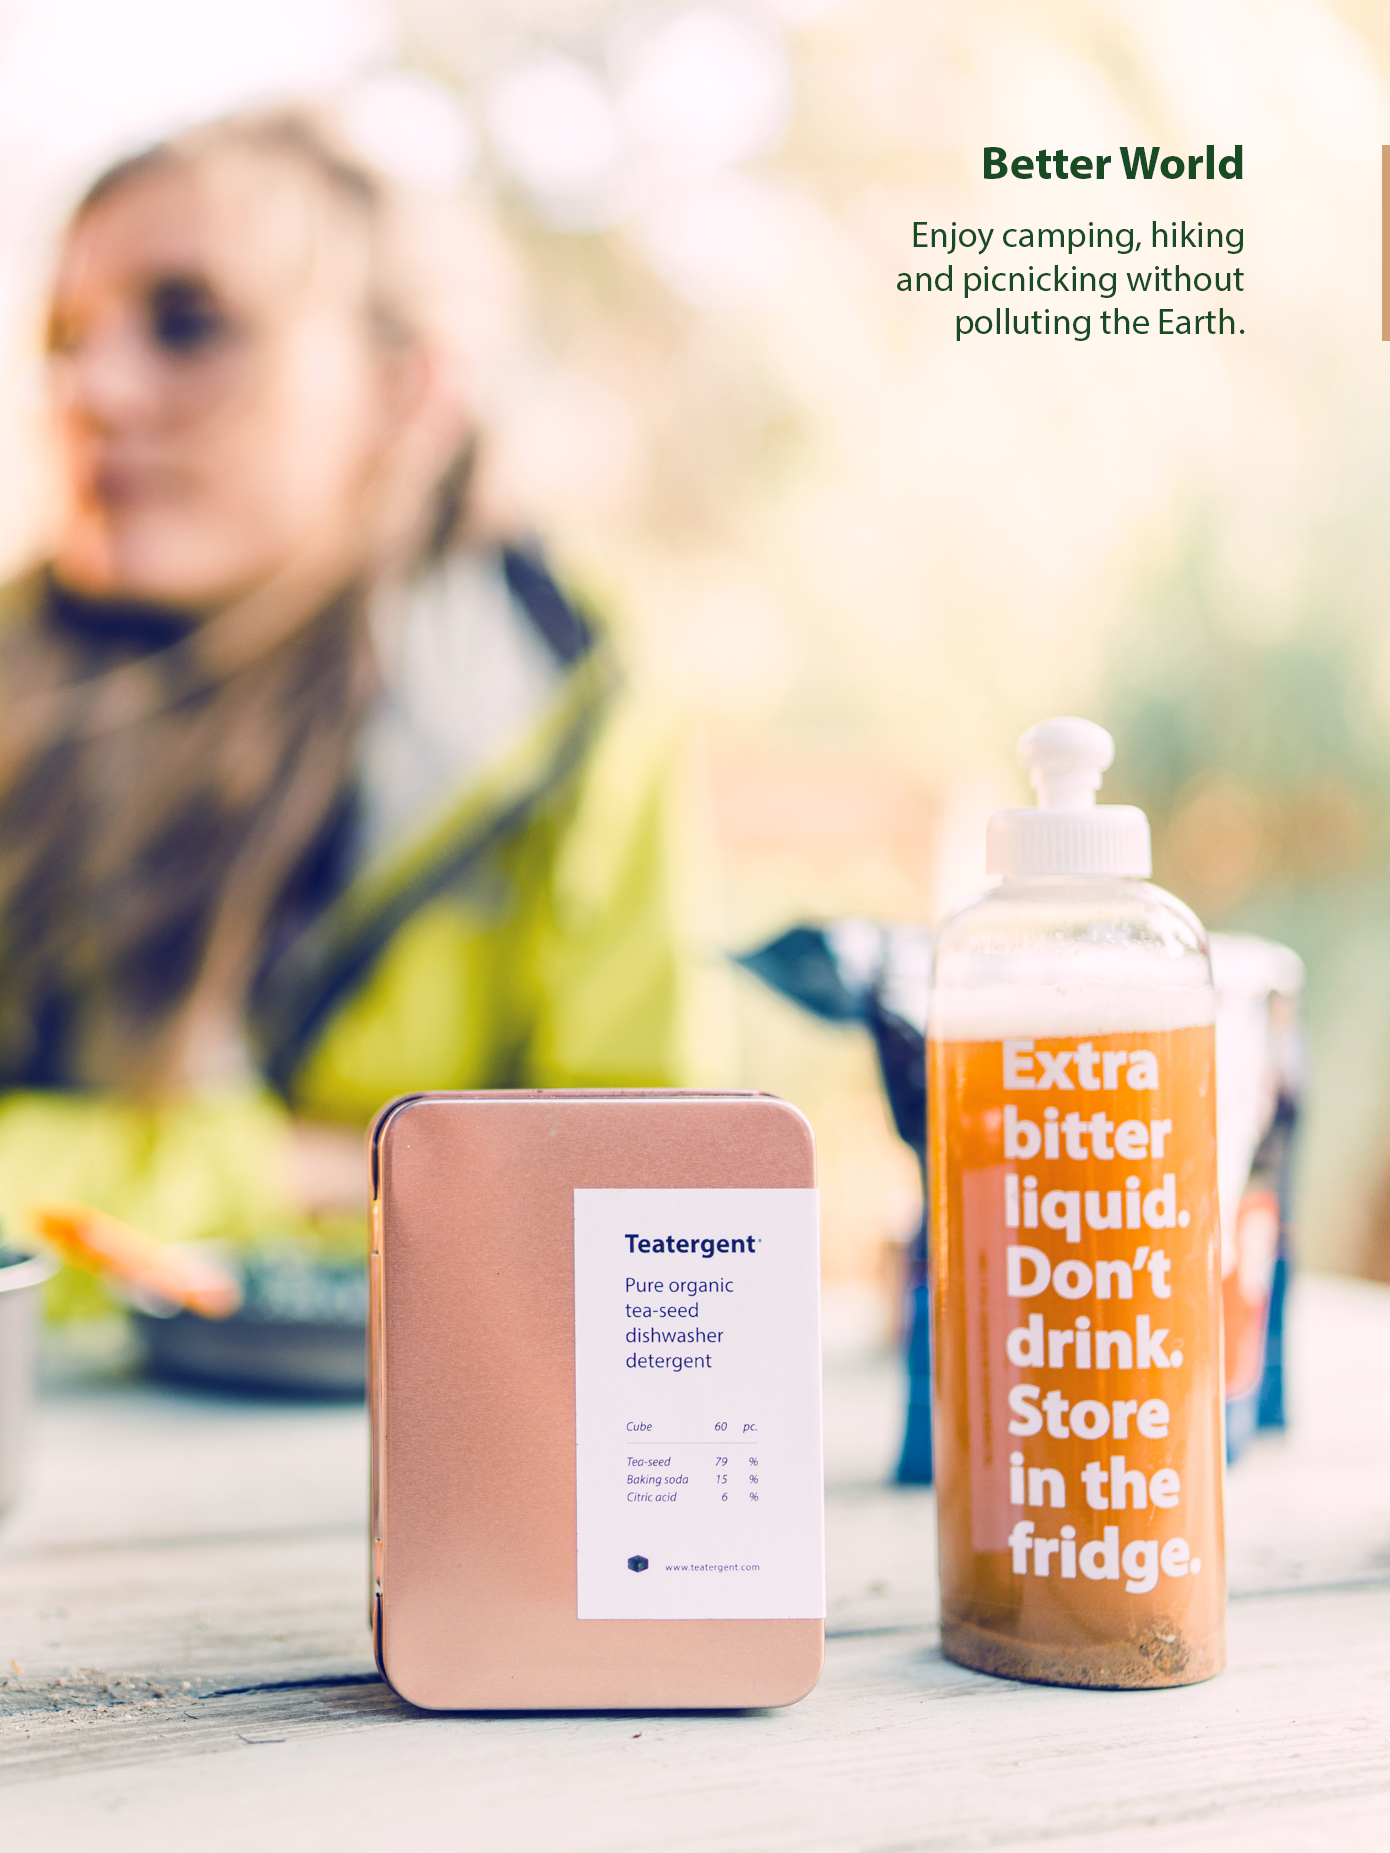 Better World
Enjoy camping, hiking
and picnicking without
polluting the Earth.
Teatergent
Pure organic
tea-seed
dishwasher
detergent
Cube 60 pc.
Tea-seed 79 %
Baking soda 15 %
Citric acid 6 %
www.teatergent.com
Extra
bitter
liquid.
Don't
drink.
Store
in the
fridge.